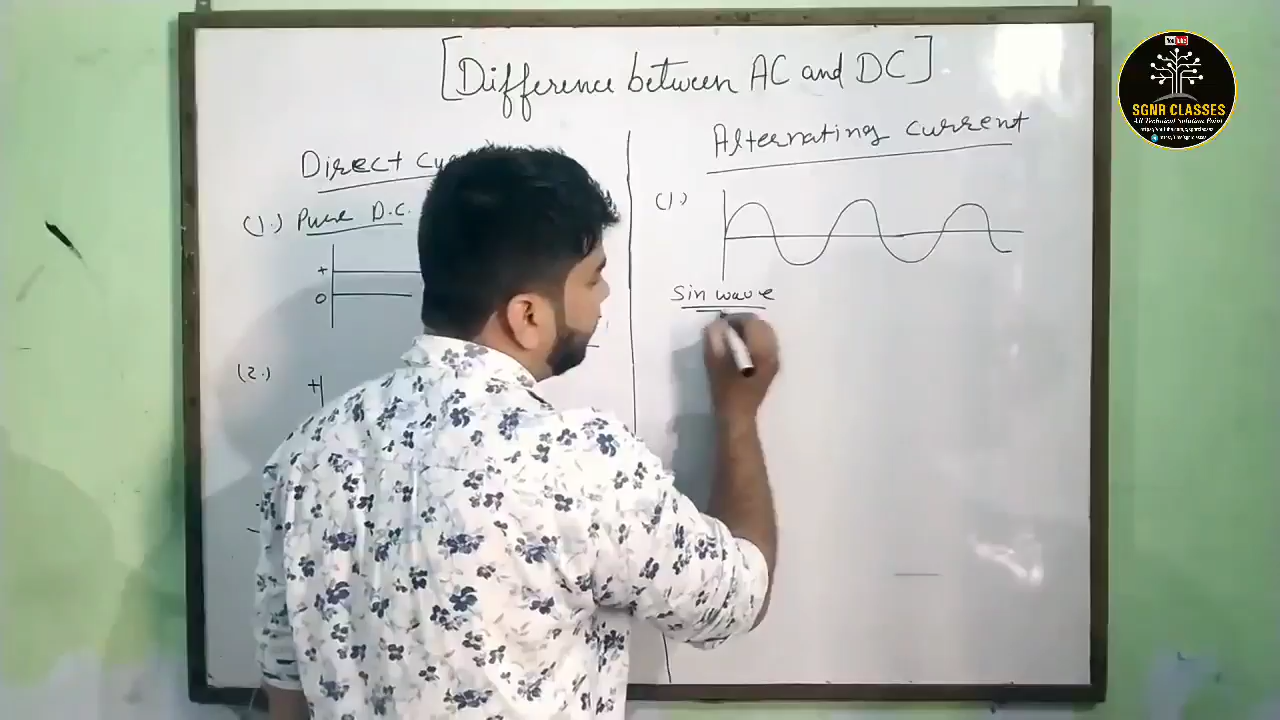 [Difference between AC and DC]
Direct
(1.) Pure D.C.
+
0
(2.)
+
Alternating current
(1.)
Sin wave
YouTube
SGNR CLASSES
All Technical Solution Point